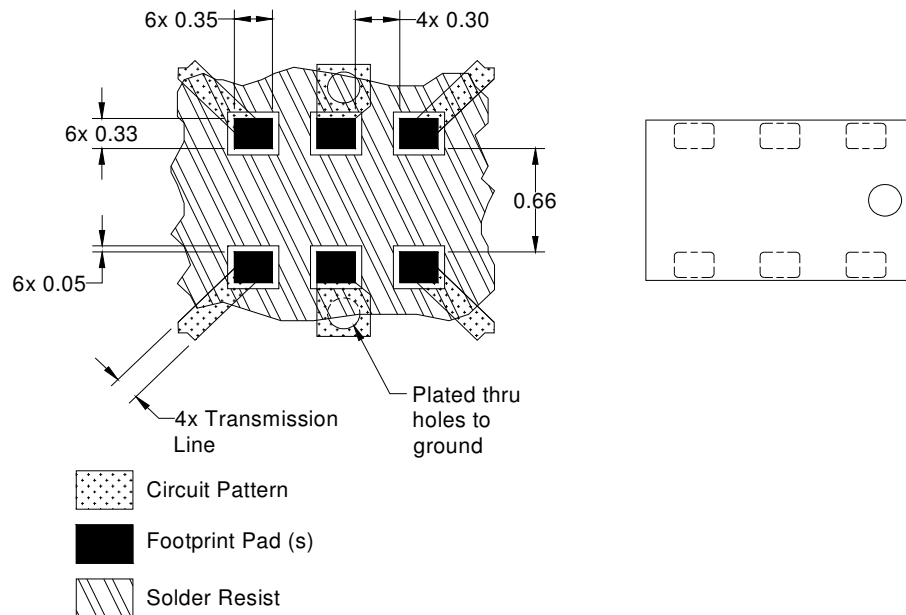 6x 0.35
4x 0.30
6x 0.33
0.66
6x 0.05
4x Transmission
Line
Plated thru
holes to
ground
Circuit Pattern
Footprint Pad (s)
Solder Resist